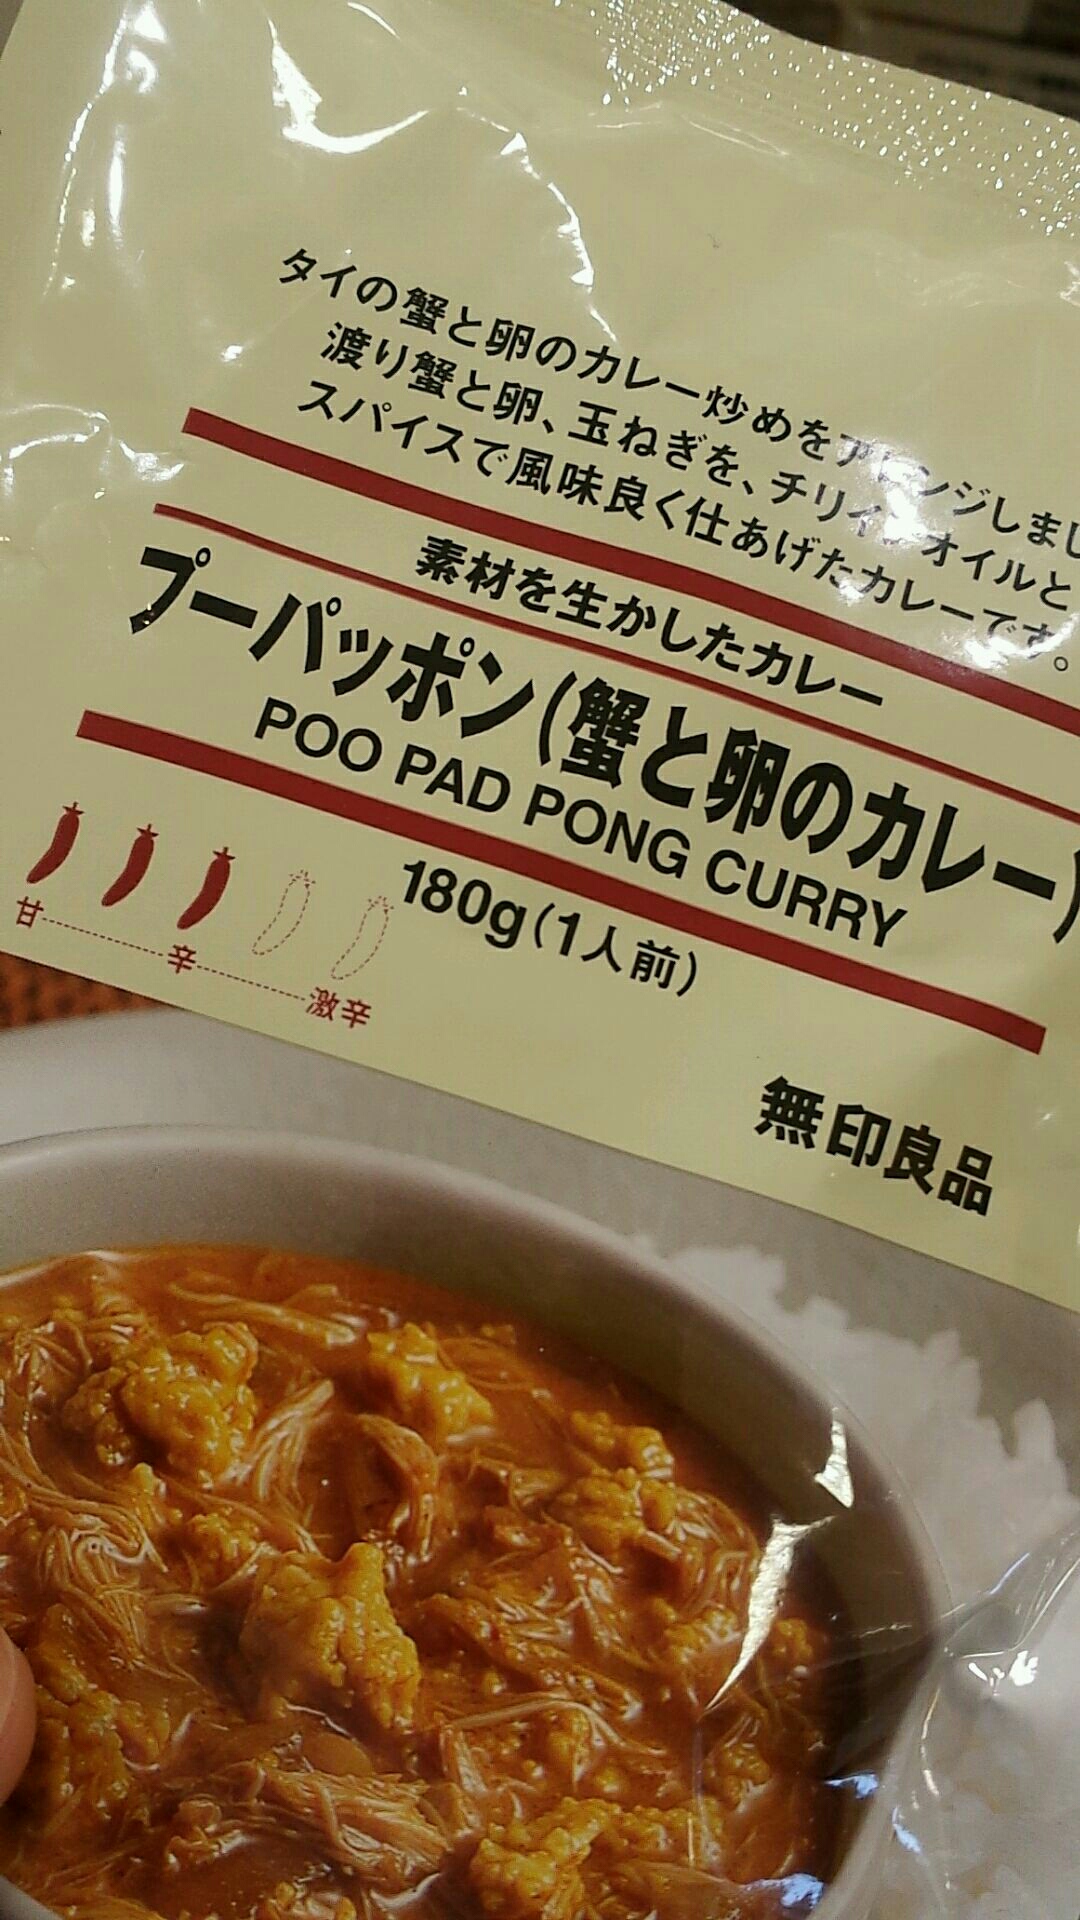 タイの蟹と卵のカレー炒めをアレンジしまし
渡り蟹と卵、玉ねぎを、チリインオイルと
スパイスで風味良く仕あげたカレーです。
素材を生かしたカレー
プーパッポン(蟹と卵のカレー)
POO PAD PONG CURRY
180g(1人前)
甘 辛 激辛
無印良品